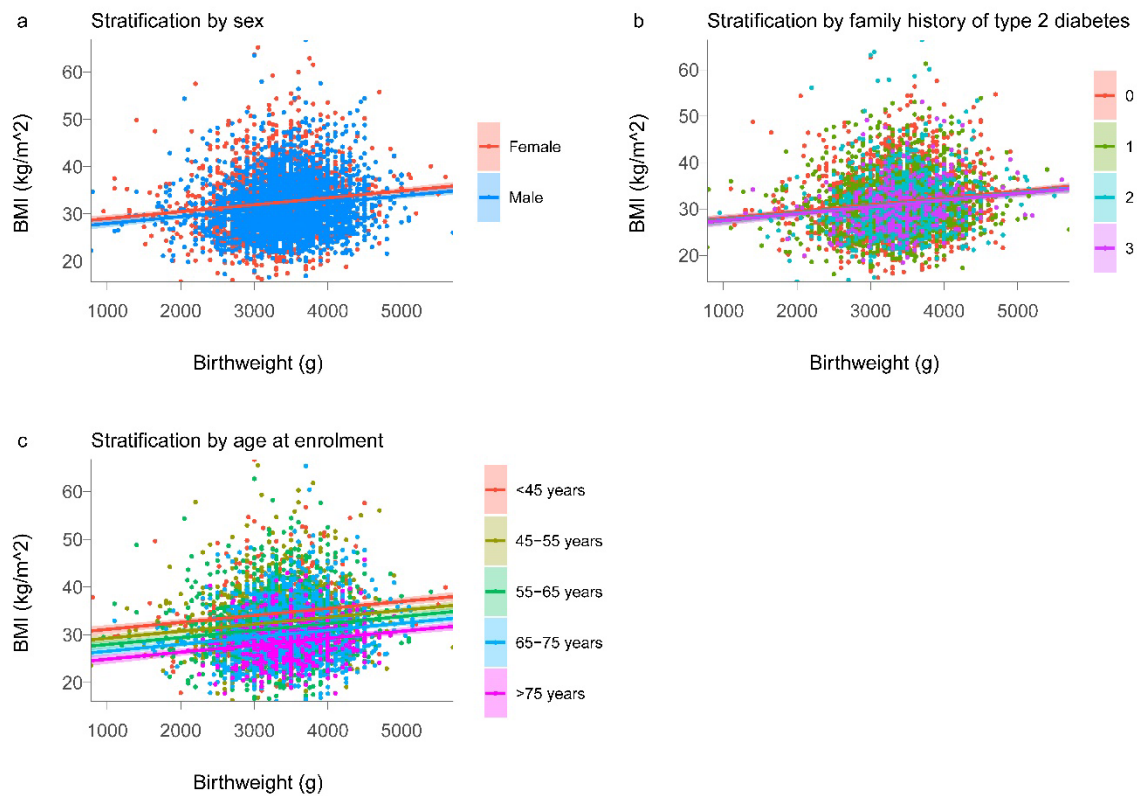 a Stratification by sex
BMI (kg/m^2)
60
50
40
30
20
1000 2000 3000 4000 5000
Birthweight (g)
Female
Male
b Stratification by family history of type 2 diabetes
BMI (kg/m^2)
60
50
40
30
20
1000 2000 3000 4000 5000
Birthweight (g)
0
1
2
3
c Stratification by age at enrolment
BMI (kg/m^2)
60
50
40
30
20
1000 2000 3000 4000 5000
Birthweight (g)
<45 years
45−55 years
55−65 years
65−75 years
>75 years